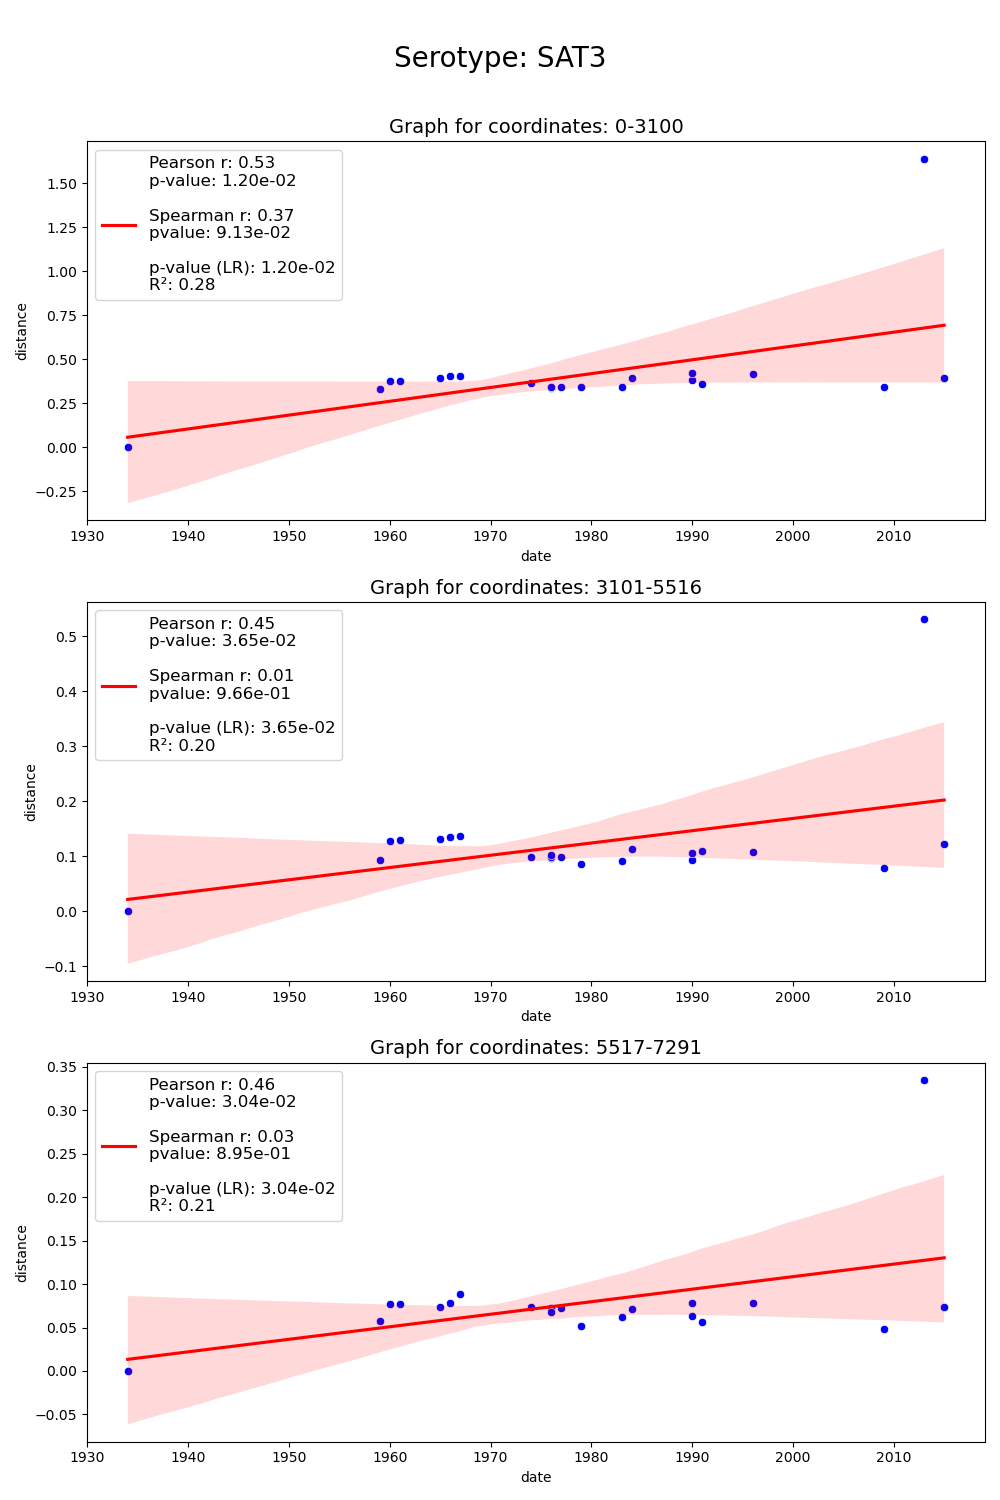 Serotype: SAT3
Graph for coordinates: 0-3100
Pearson r: 0.53
p-value: 1.20e-02
Spearman r: 0.37
pvalue: 9.13e-02
p-value (LR): 1.20e-02
R²: 0.28
1.50
1.25
1.00
0.75
0.50
0.25
0.00
−0.25
distance
1930 1940 1950 1960 1970 1980 1990 2000 2010
date
Graph for coordinates: 3101-5516
Pearson r: 0.45
p-value: 3.65e-02
Spearman r: 0.01
pvalue: 9.66e-01
p-value (LR): 3.65e-02
R²: 0.20
0.5
0.4
0.3
0.2
0.1
0.0
−0.1
distance
1930 1940 1950 1960 1970 1980 1990 2000 2010
date
Graph for coordinates: 5517-7291
Pearson r: 0.46
p-value: 3.04e-02
Spearman r: 0.03
pvalue: 8.95e-01
p-value (LR): 3.04e-02
R²: 0.21
0.35
0.30
0.25
0.20
0.15
0.10
0.05
0.00
−0.05
distance
1930 1940 1950 1960 1970 1980 1990 2000 2010
date